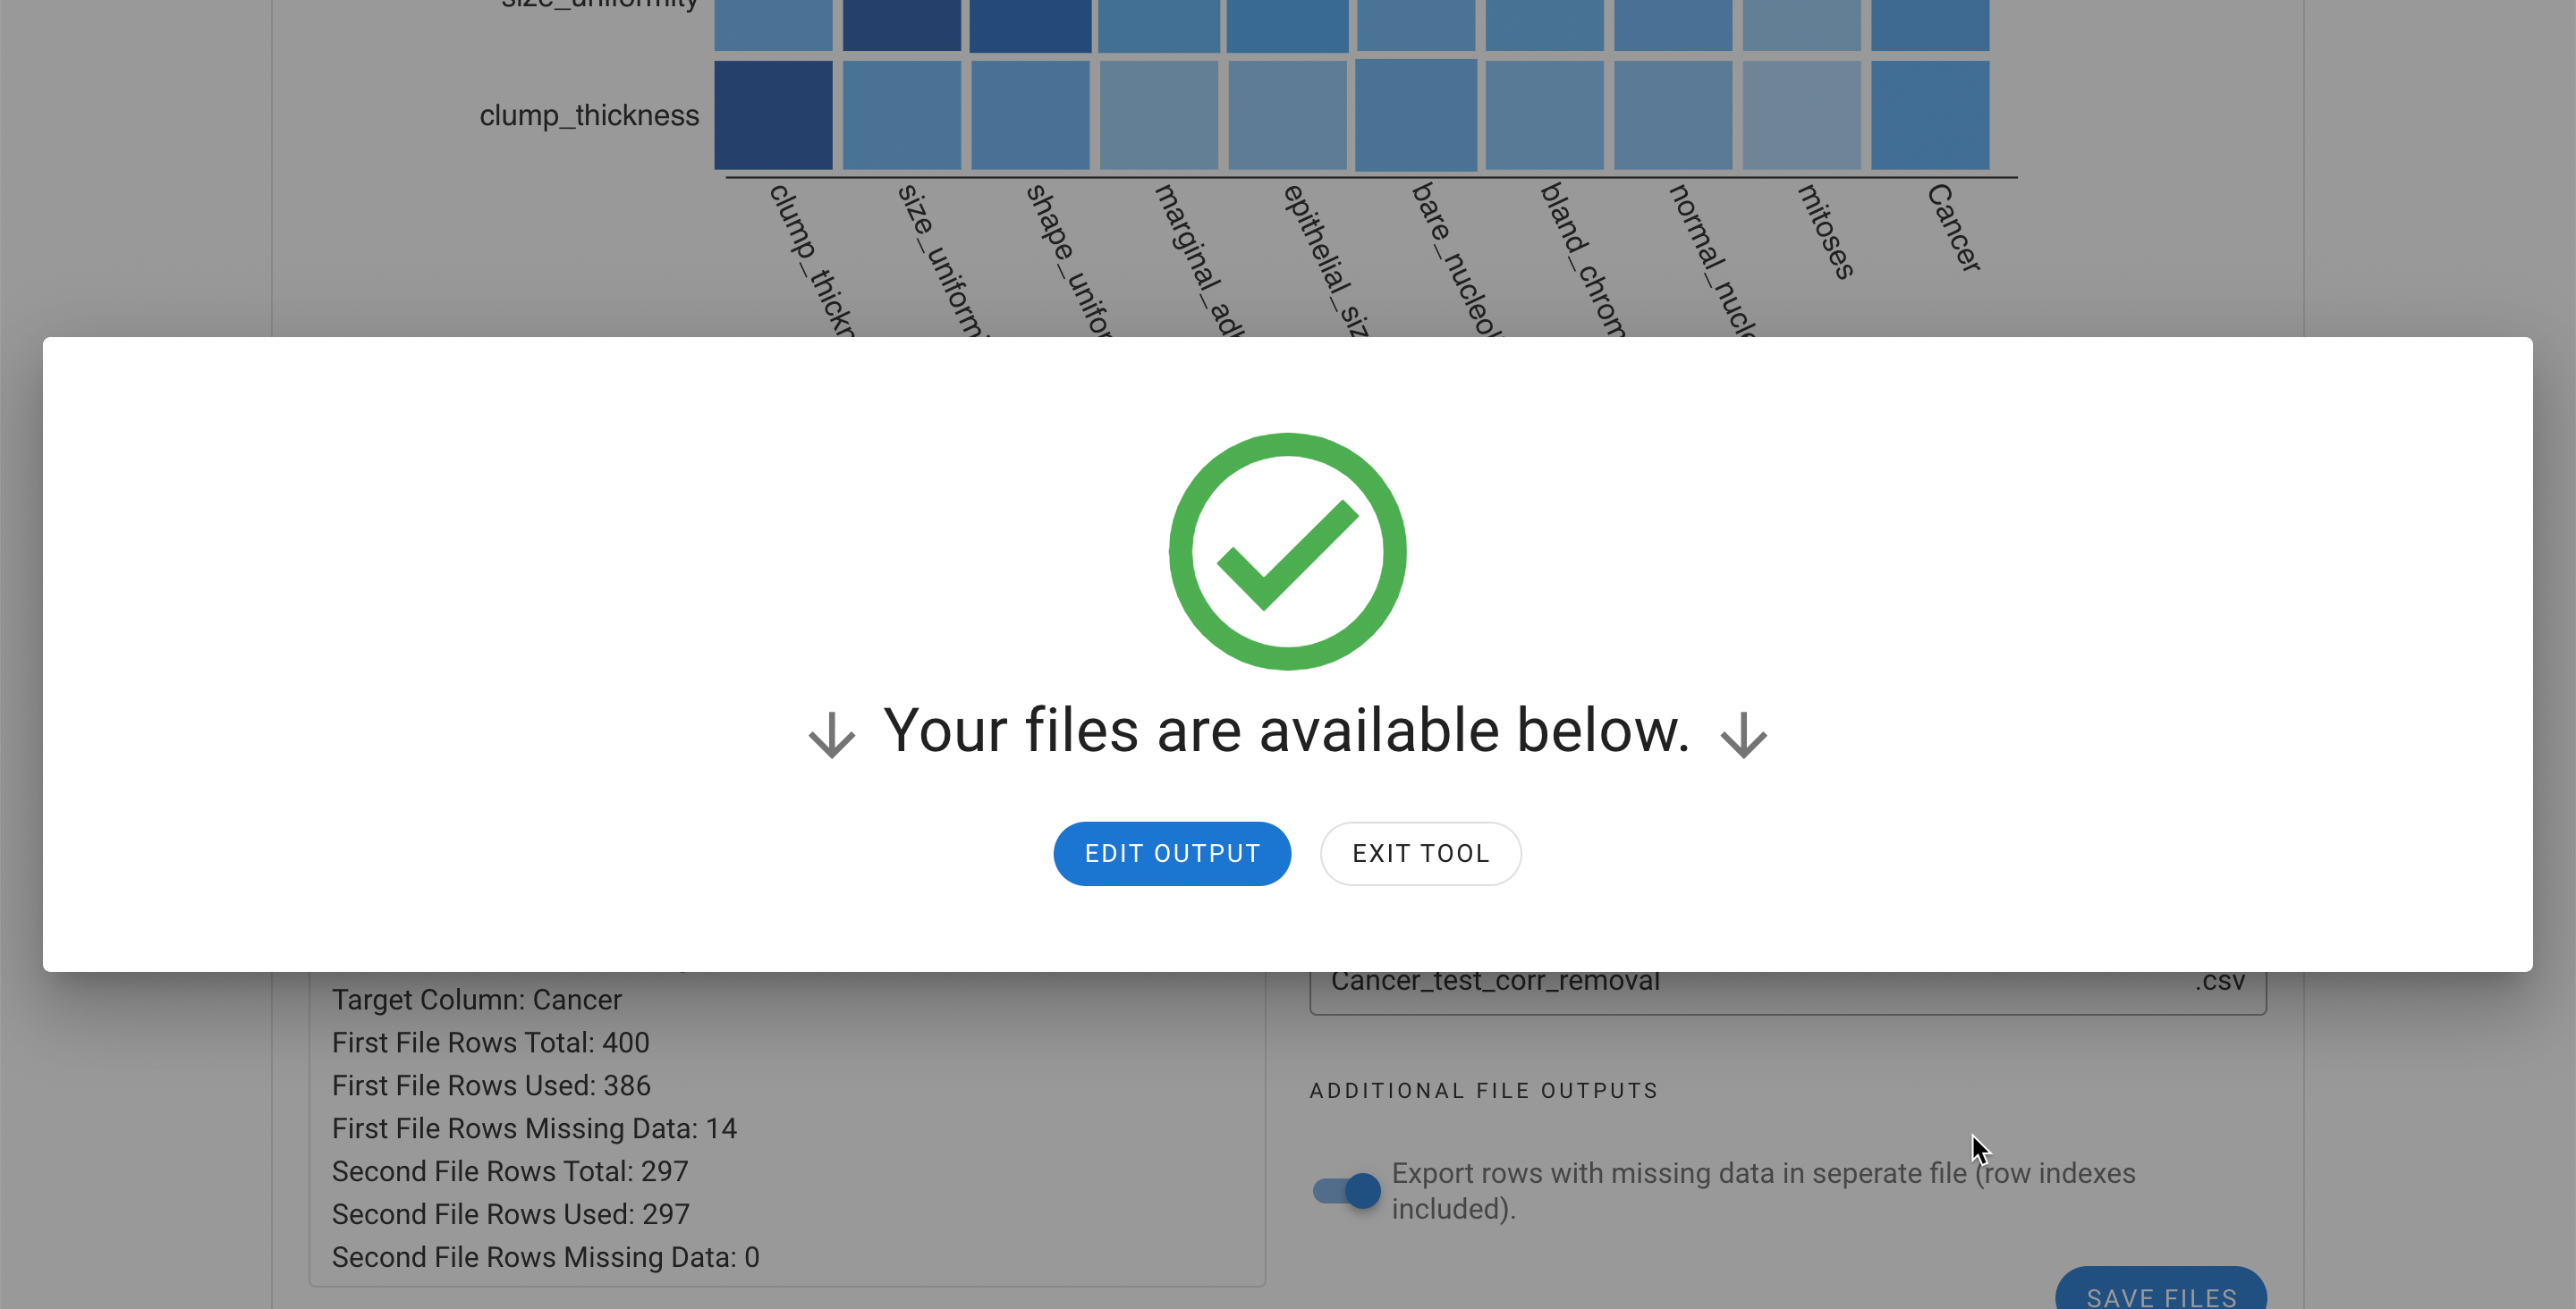 size_uniformity
clump_thickness
clump_thickn
size_uniformi
shape_unifor
marginal_adh
epithelial_siz
bare_nucleol
bland_chrom
normal_nucle
mitoses
Cancer
Your files are available below.
EDIT OUTPUT
EXIT TOOL
Target Column: Cancer
First File Rows Total: 400
First File Rows Used: 386
First File Rows Missing Data: 14
Second File Rows Total: 297
Second File Rows Used: 297
Second File Rows Missing Data: 0
Cancer_test_corr_removal .csv
ADDITIONAL FILE OUTPUTS
Export rows with missing data in seperate file (row indexes
included).
SAVE FILES